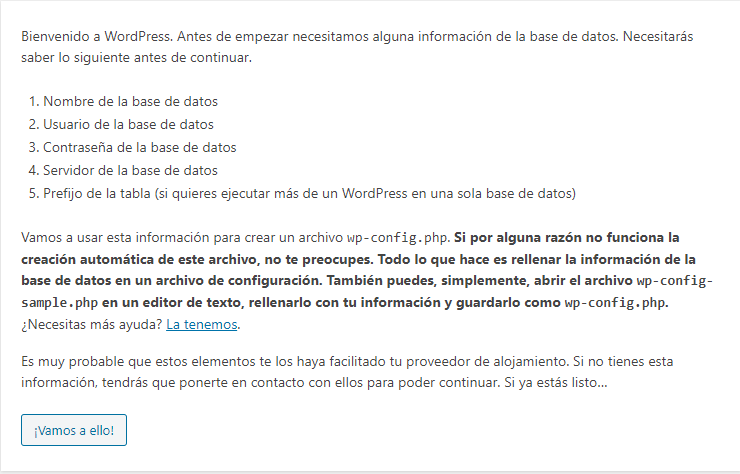 Bienvenido a WordPress. Antes de empezar necesitamos alguna información de la base de datos. Necesitarás
saber lo siguiente antes de continuar.
1. Nombre de la base de datos
2. Usuario de la base de datos
3. Contraseña de la base de datos
4. Servidor de la base de datos
5. Prefijo de la tabla (si quieres ejecutar más de un WordPress en una sola base de datos)
Vamos a usar esta información para crear un archivo wp-config.php. Si por alguna razón no funciona la
creación automática de este archivo, no te preocupes. Todo lo que hace es rellenar la información de la
base de datos en un archivo de configuración. También puedes, simplemente, abrir el archivo wp-config-
sample.php en un editor de texto, rellenarlo con tu información y guardarlo como wp-config.php.
¿Necesitas más ayuda? La tenemos.
Es muy probable que estos elementos te los haya facilitado tu proveedor de alojamiento. Si no tienes esta
información, tendrás que ponerte en contacto con ellos para poder continuar. Si ya estás listo...
¡Vamos a ello!